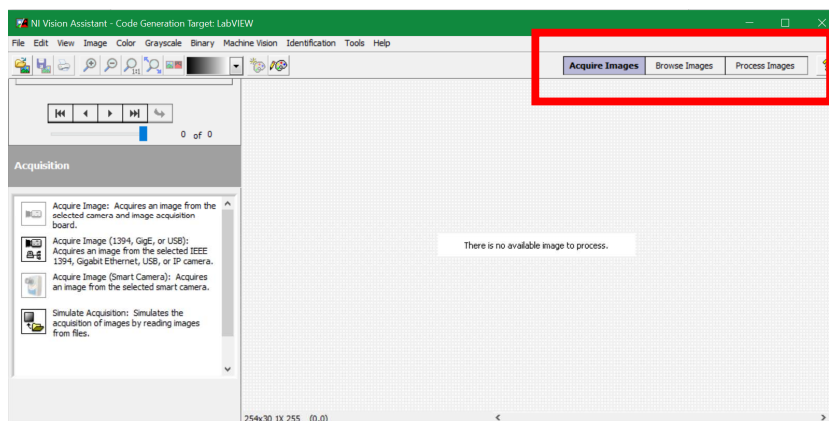 NI Vision Assistant - Code Generation Target: LabVIEW
File Edit View Image Color Grayscale Binary Machine Vision Identification Tools Help
1:1
Acquire Images Browse Images Process Images
0 of 0
Acquisition
Acquire Image: Acquires an image from the
selected camera and image acquisition
board.
Acquire Image (1394, GigE, or USB):
Acquires an image from the selected IEEE
1394, Gigabit Ethernet, USB, or IP camera.
Acquire Image (Smart Camera): Acquires
an image from the selected smart camera.
Simulate Acquisition: Simulates the
acquisition of images by reading images
from files.
There is no available image to process.
254x30 1X 255 (0,0)